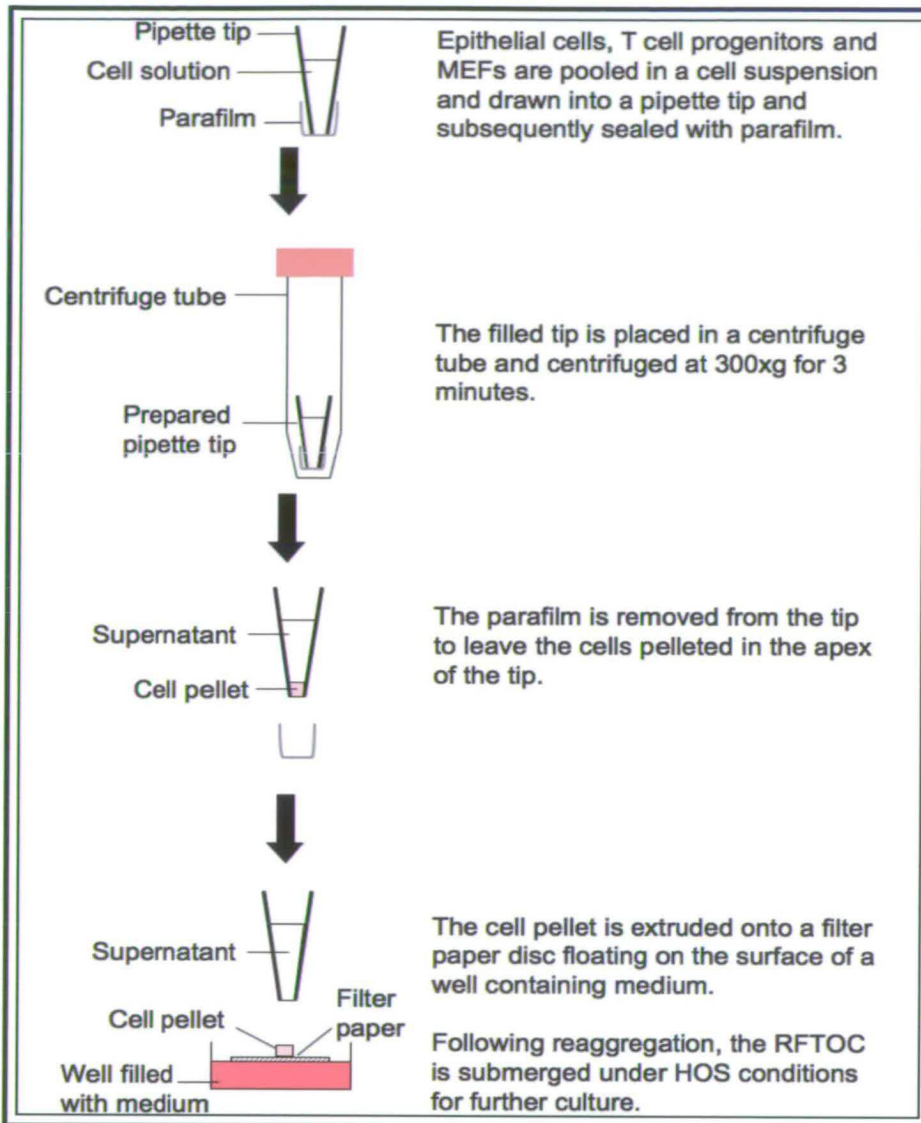 Pipette tip
Cell solution
Parafilm
Epithelial cells, T cell progenitors and
MEFs are pooled in a cell suspension
and drawn into a pipette tip and
subsequently sealed with parafilm.
Centrifuge tube
Prepared
pipette tip
The filled tip is placed in a centrifuge
tube and centrifuged at 300xg for 3
minutes.
Supernatant
Cell pellet
The parafilm is removed from the tip
to leave the cells pelleted in the apex
of the tip.
Supernatant
Cell pellet
Filter
paper
Well filled
with medium
The cell pellet is extruded onto a filter
paper disc floating on the surface of a
well containing medium.
Following reaggregation, the RFTOC
is submerged under HOS conditions
for further culture.